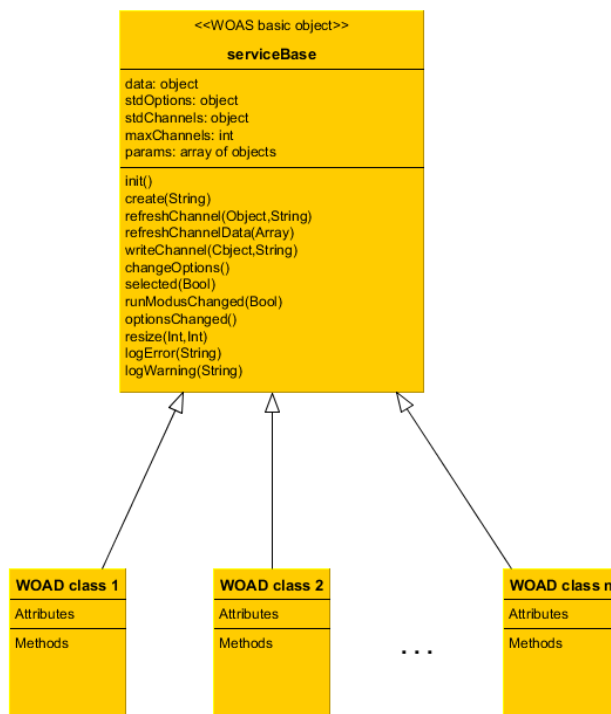 <<WOAS basic object>>
serviceBase
data: object
stdOptions: object
stdChannels: object
maxChannels: int
params: array of objects
init()
create(String)
refreshChannel(Object,String)
refreshChannelData(Array)
writeChannel(Cbject,String)
changeOptions()
selected(Bool)
runModusChanged(Bool)
optionsChanged()
resize(Int,Int)
logError(String)
logWarning(String)
WOAD class 1
Attributes
Methods
WOAD class 2
Attributes
Methods
...
WOAD class n
Attributes
Methods